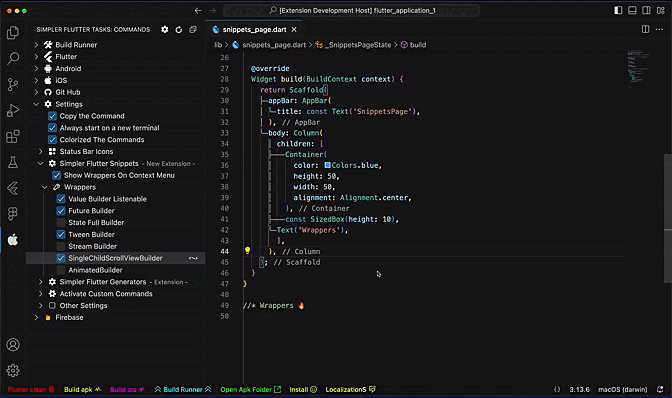 [Extension Development Host] flutter_application_1
SIMPLER FLUTTER TASKS: COMMANDS
Build Runner
Flutter
Android
iOS
Git Hub
Settings
Copy the Command
Always start on a new terminal
Colorized The Commands
Status Bar Icons
Simpler Flutter Snippets - New Extension -
Show Wrappers On Context Menu
Wrappers
Value Builder Listenable
Future Builder
State Full Builder
Tween Builder
Stream Builder
SingleChildScrollViewBuilder
AnimatedBuilder
Simpler Flutter Generators - Extension -
Activate Custom Commands
Other Settings
Firebase
snippets_page.dart
lib > snippets_page.dart > _SnippetsPageState > build
26
27 @override
28 Widget build(BuildContext context) {
29 return Scaffold(
30 appBar: AppBar(
31 title: const Text('SnippetsPage'),
32 ), // AppBar
33 body: Column(
34 children: [
35 Container(
36 color: Colors.blue,
37 height: 50,
38 width: 50,
39 alignment: Alignment.center,
40 ), // Container
41 const SizedBox(height: 10),
42 Text('Wrappers'),
43 ],
44 ), // Column
45 ); // Scaffold
46 }
47 }
48
49 //* Wrappers 🔥
50
Flutter clean
Build apk
Build ios
Build Runner
Open Apk Folder
Install
LocalizationS
3.13.6
macOS (darwin)